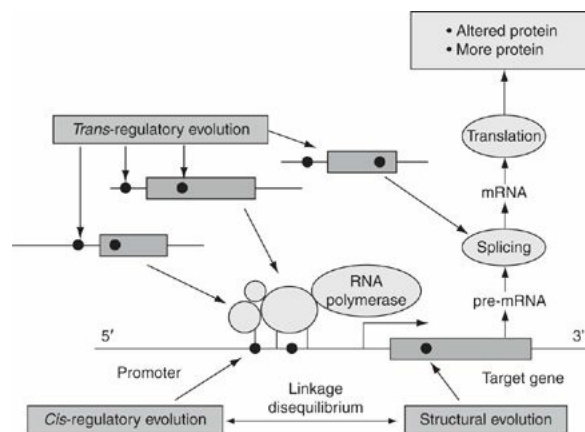 • Altered protein
• More protein
Trans-regulatory evolution
Translation
mRNA
Splicing
RNA
polymerase
pre-mRNA
5′
3′
Promoter
Target gene
Linkage
disequilibrium
Cis-regulatory evolution
Structural evolution